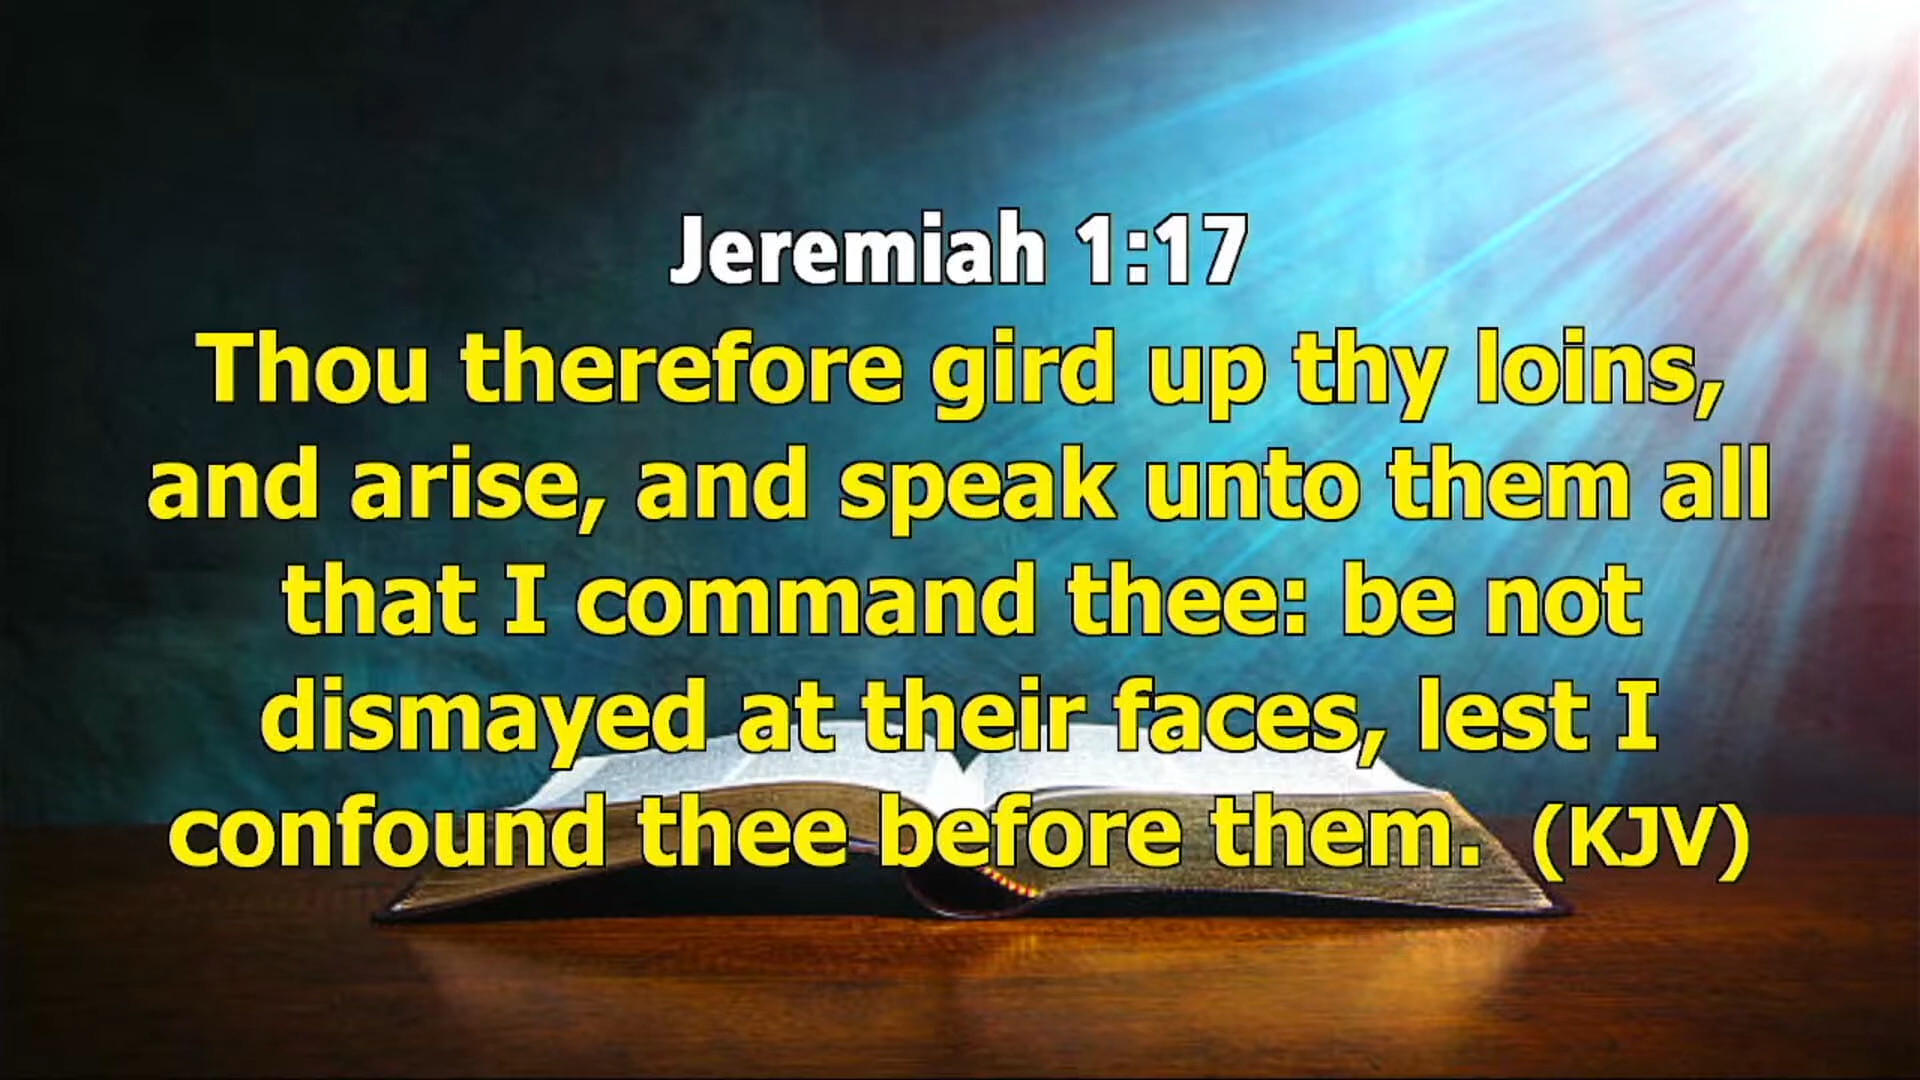 Jeremiah 1:17
Thou therefore gird up thy loins,
and arise, and speak unto them all
that I command thee: be not
dismayed at their faces, lest I
confound thee before them. (KJV)